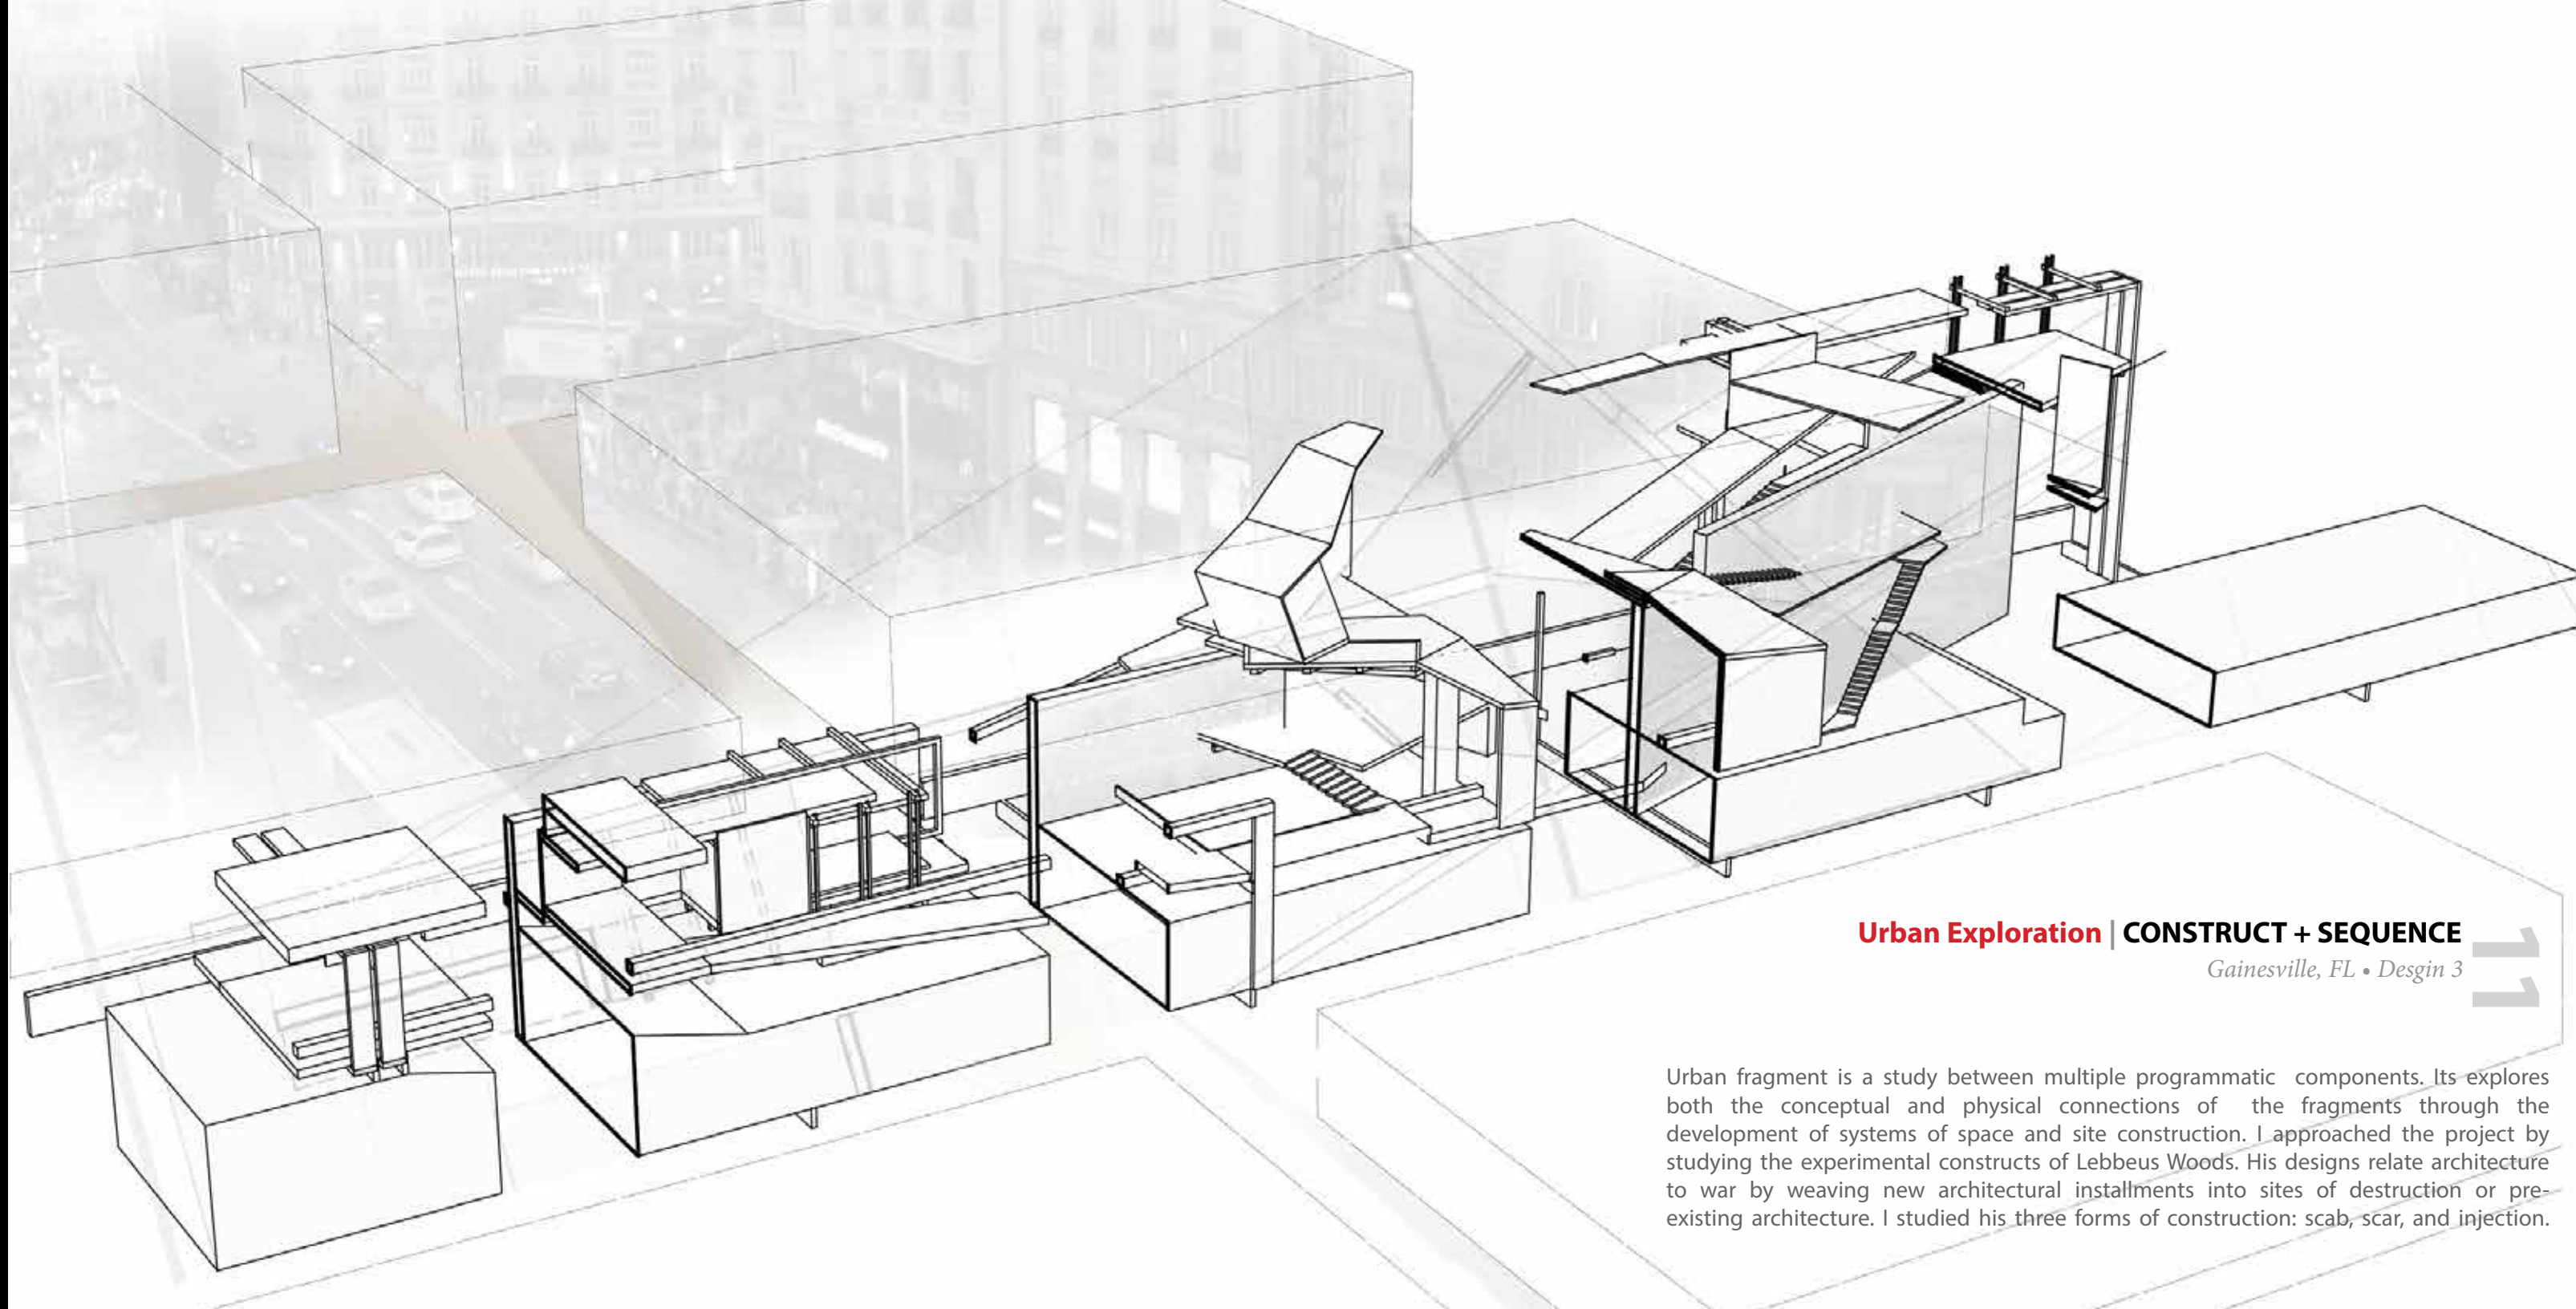 Urban Exploration | CONSTRUCT + SEQUENCE
Gainesville, FL • Desgin 3
11
Urban fragment is a study between multiple programmatic components. Its explores
both the conceptual and physical connections of the fragments through the
development of systems of space and site construction. I approached the project by
studying the experimental constructs of Lebbeus Woods. His designs relate architecture
to war by weaving new architectural installments into sites of destruction or pre-
existing architecture. I studied his three forms of construction: scab, scar, and injection.